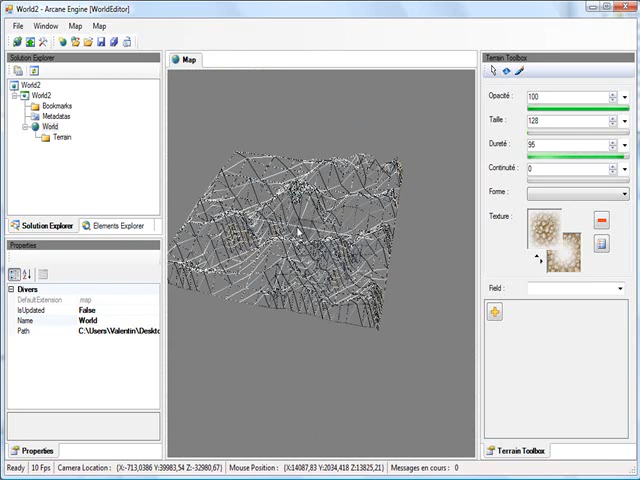 World2 - Arcane Engine [WorldEditor]
File Window Map Map
Solution Explorer
World2
World2
Bookmarks
Metadatas
World
Terrain
Solution Explorer Elements Explorer
Properties
Divers
DefaultExtension map
IsUpdated False
Name World
Path C:\Users\Valentin\Deskto
Properties
Map
Terrain Toolbox
Opacité : 100
Taille : 128
Dureté : 95
Continuité : 0
Forme :
Texture :
Field :
Terrain Toolbox
Ready 10 Fps Camera Location : {X:-713,0386 Y:39983,54 Z:-32980,67} Mouse Position : {X:14087,83 Y:2034,418 Z:13825,21} Messages en cours : 0